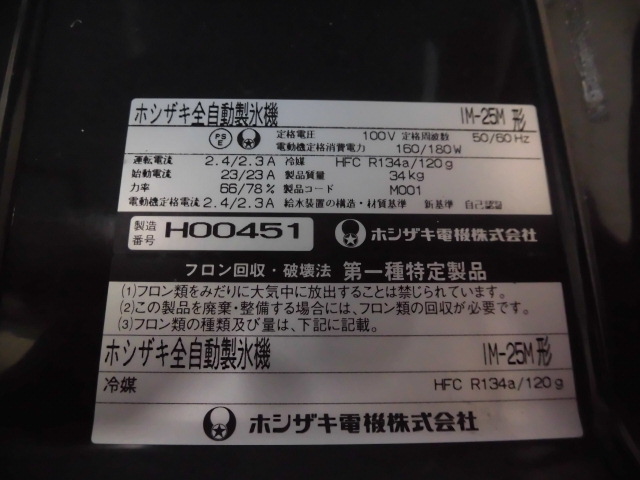 ホシザキ全自動製氷機 IM-25M 形
PS E 定格電圧 100V 定格周波数 50/60Hz
電動機定格消費電力 160/180W
運転電流 2.4/2.3A 冷媒 HFC R134a/120g
始動電流 23/23A 製品質量 34kg
力率 66/78% 製品コード M001
電動機定格電流 2.4/2.3A 給水装置の構造・材質基準 新基準 自己認証
製造番号 H00451 ホシザキ電機株式会社
フロン回収・破壊法 第一種特定製品
(1)フロン類をみだりに大気中に放出することは禁じられています。
(2)この製品を廃棄・整備する場合には、フロン類の回収が必要です。
(3)フロン類の種類及び量は、下記に記載。
ホシザキ全自動製氷機 IM-25M 形
冷媒 HFC R134a/120g
ホシザキ電機株式会社